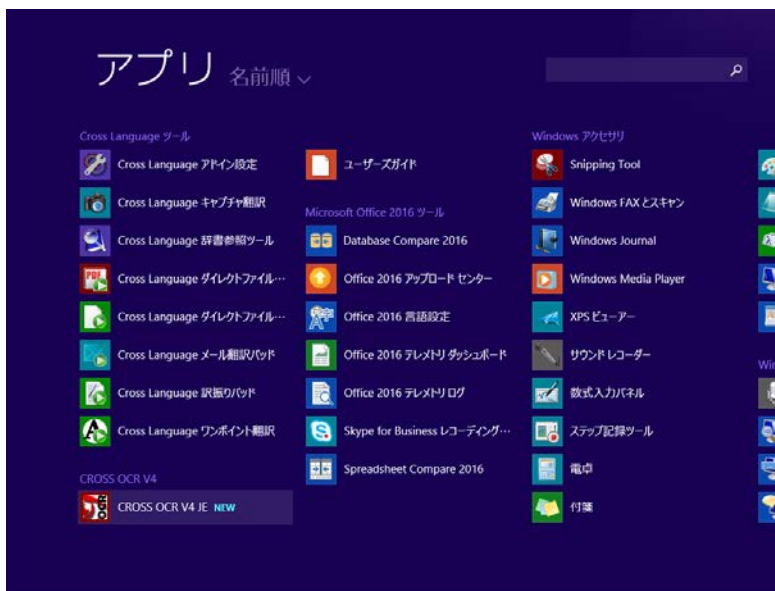 アプリ 名前順
Cross Language ツール
Cross Language アドイン設定
Cross Language キャプチャ翻訳
Cross Language 辞書参照ツール
Cross Language ダイレクトファイル…
Cross Language ダイレクトファイル…
Cross Language メール翻訳パッド
Cross Language 訳振りパッド
Cross Language ワンポイント翻訳
CROSS OCR V4
CROSS OCR V4 JE NEW
ユーザーズガイド
Microsoft Office 2016 ツール
Database Compare 2016
Office 2016 アップロード センター
Office 2016 言語設定
Office 2016 テレメトリ ダッシュボード
Office 2016 テレメトリ ログ
Skype for Business レコーディング…
Spreadsheet Compare 2016
Windows アクセサリ
Snipping Tool
Windows FAX とスキャン
Windows Journal
Windows Media Player
XPS ビューアー
サウンド レコーダー
数式入力パネル
ステップ記録ツール
電卓
付箋